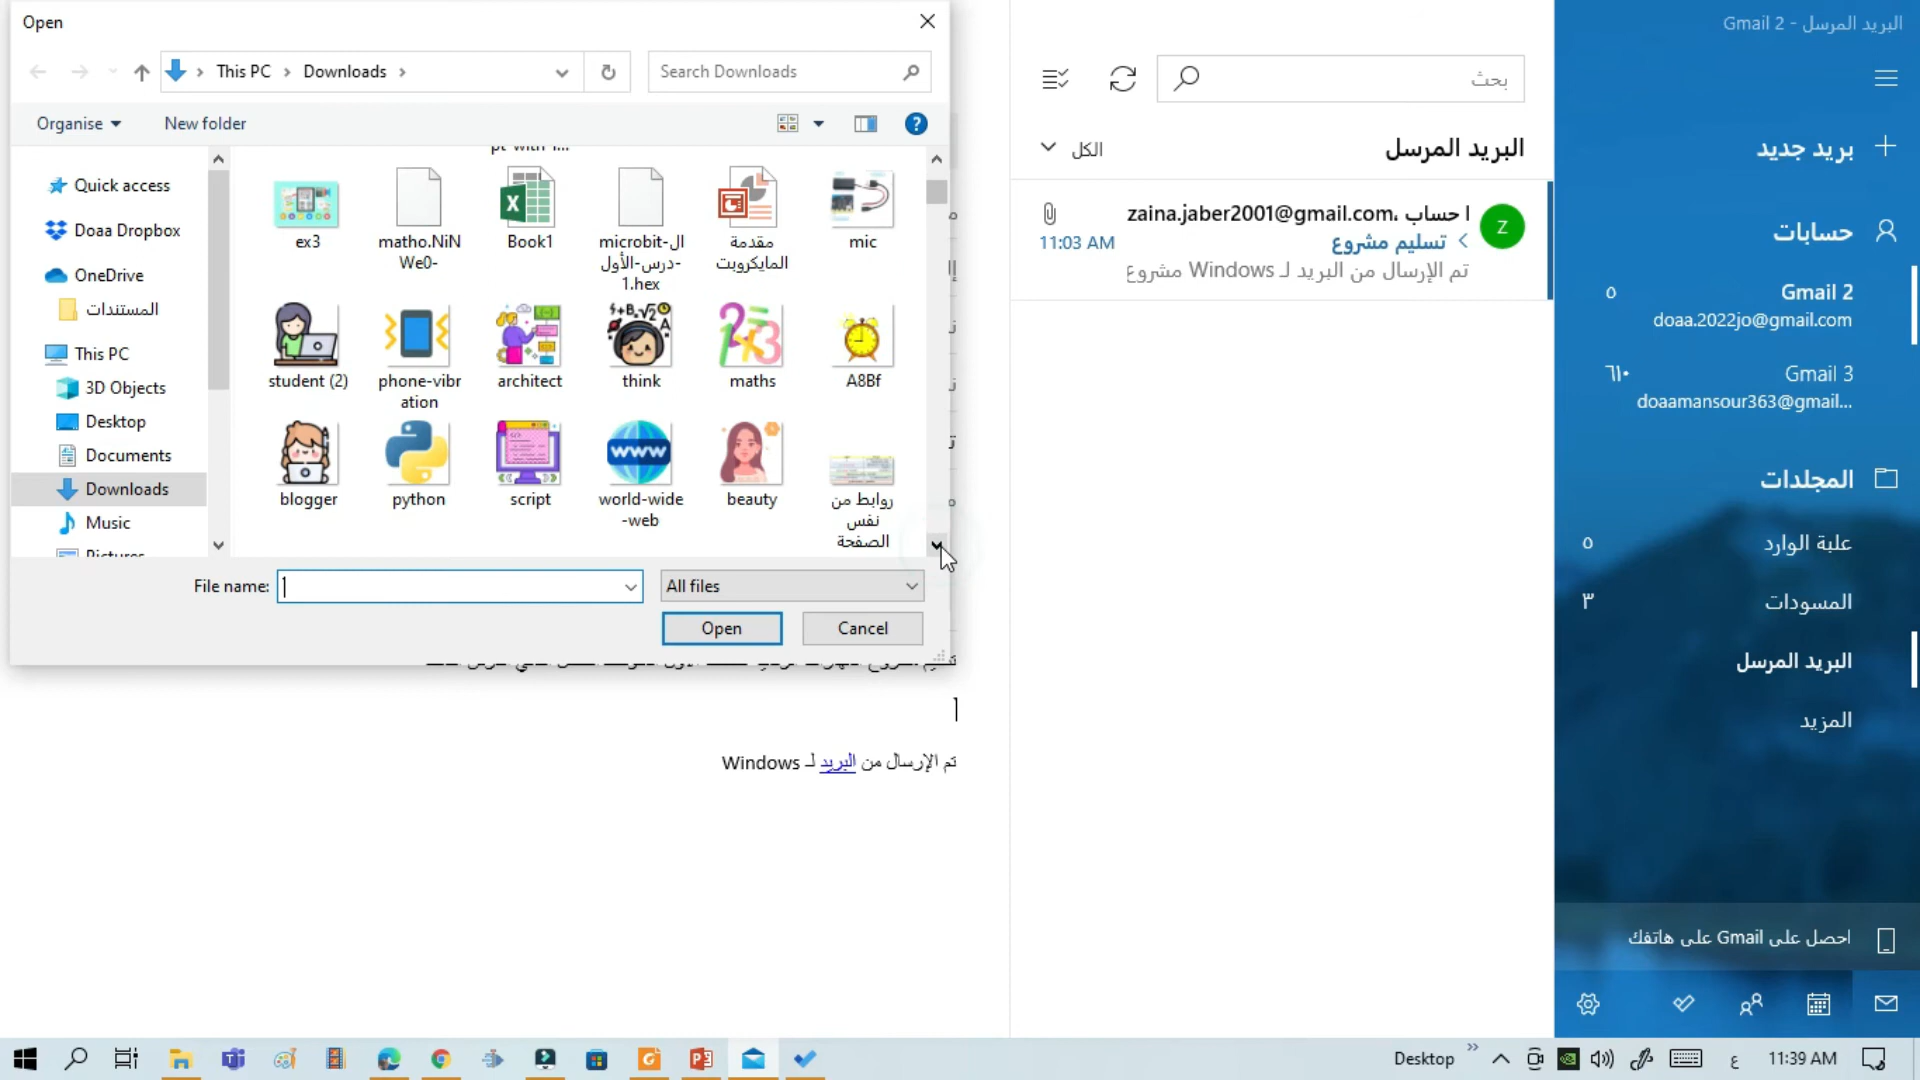 Open
This PC
Downloads
Search Downloads
Organise
New folder
Quick access
Doaa Dropbox
OneDrive
المستندات
This PC
3D Objects
Desktop
Documents
Downloads
Music
Pictures
ex3
matho.NiN
We0-
Book1
microbit-ال
-درس-الأول
1.hex
مقدمة
المايكروبت
mic
student (2)
phone-vibr
ation
architect
think
maths
A8Bf
blogger
python
script
world-wide
-web
beauty
روابط من
نفس
الصفحة
File name:
All files
Open
Cancel
تم الإرسال من البريد لـ Windows
بحث
البريد المرسل
الكل
zaina.jaber2001@gmail.com، حساب ا
تسليم مشروع
11:03 AM
تم الإرسال من البريد لـ Windows مشروع
Z
البريد المرسل - Gmail 2
بريد جديد
حسابات
Gmail 2
٥
doaa.2022jo@gmail.com
Gmail 3
٦١٠
doaamansour363@gmail...
المجلدات
علبة الوارد
٥
المسودات
٣
البريد المرسل
المزيد
احصل على Gmail على هاتفك
Desktop
ع
11:39 AM